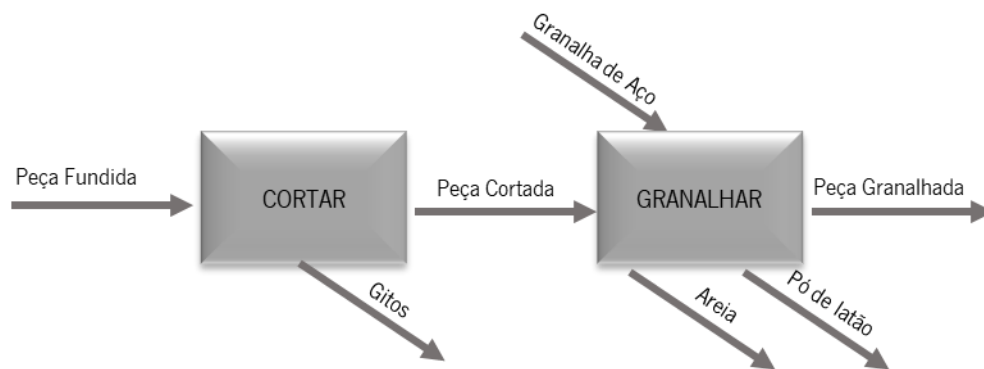 Granalha de Aço
Peça Fundida
CORTAR
Peça Cortada
GRANALHAR
Peça Granalhada
Gitos
Areia
Pó de latão